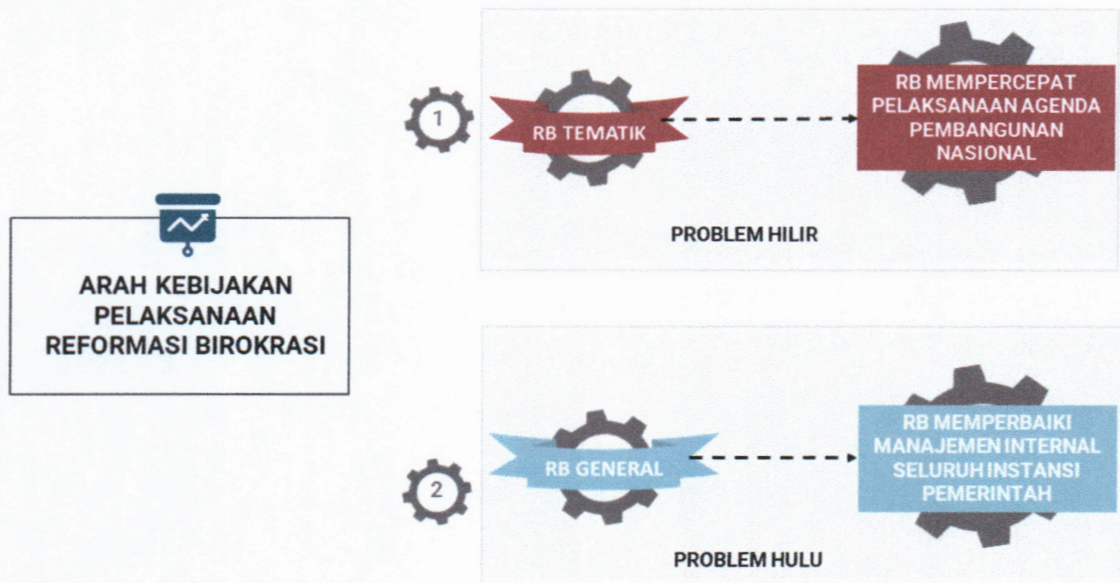 ARAH KEBIJAKAN
PELAKSANAAN
REFORMASI BIROKRASI
1
RB TEMATIK
RB MEMPERCEPAT
PELAKSANAAN AGENDA
PEMBANGUNAN
NASIONAL
PROBLEM HILIR
2
RB GENERAL
RB MEMPERBAIKI
MANAJEMEN INTERNAL
SELURUH INSTANSI
PEMERINTAH
PROBLEM HULU